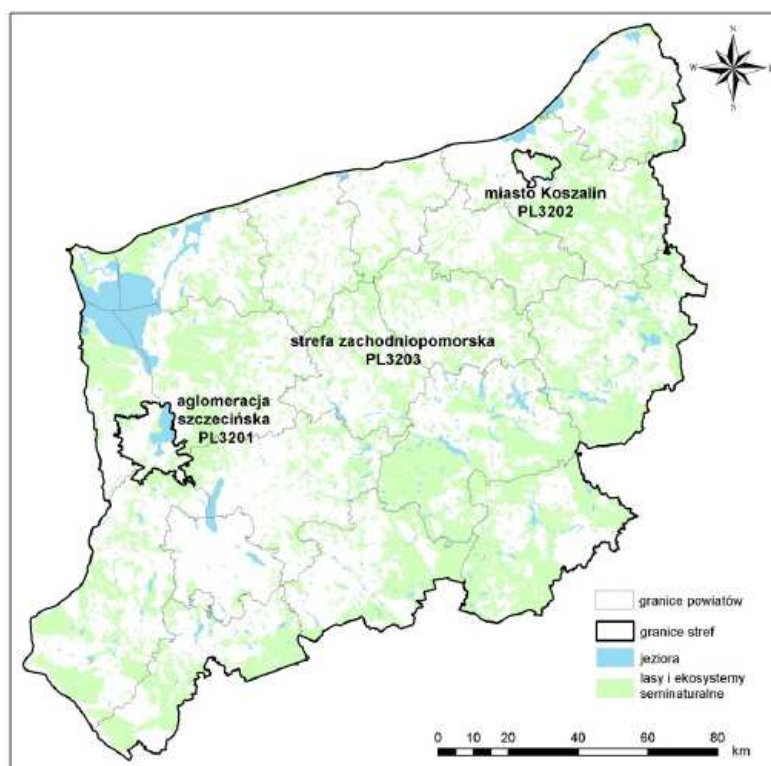 N
W
E
S
miasto Koszalin
PL3202
strefa zachodniopomorska
PL3203
aglomeracja
szczecińska
PL3201
granice powiatów
granice stref
jeziora
lasy i ekosystemy
seminaturalne
0 10 20 40 60 80
km